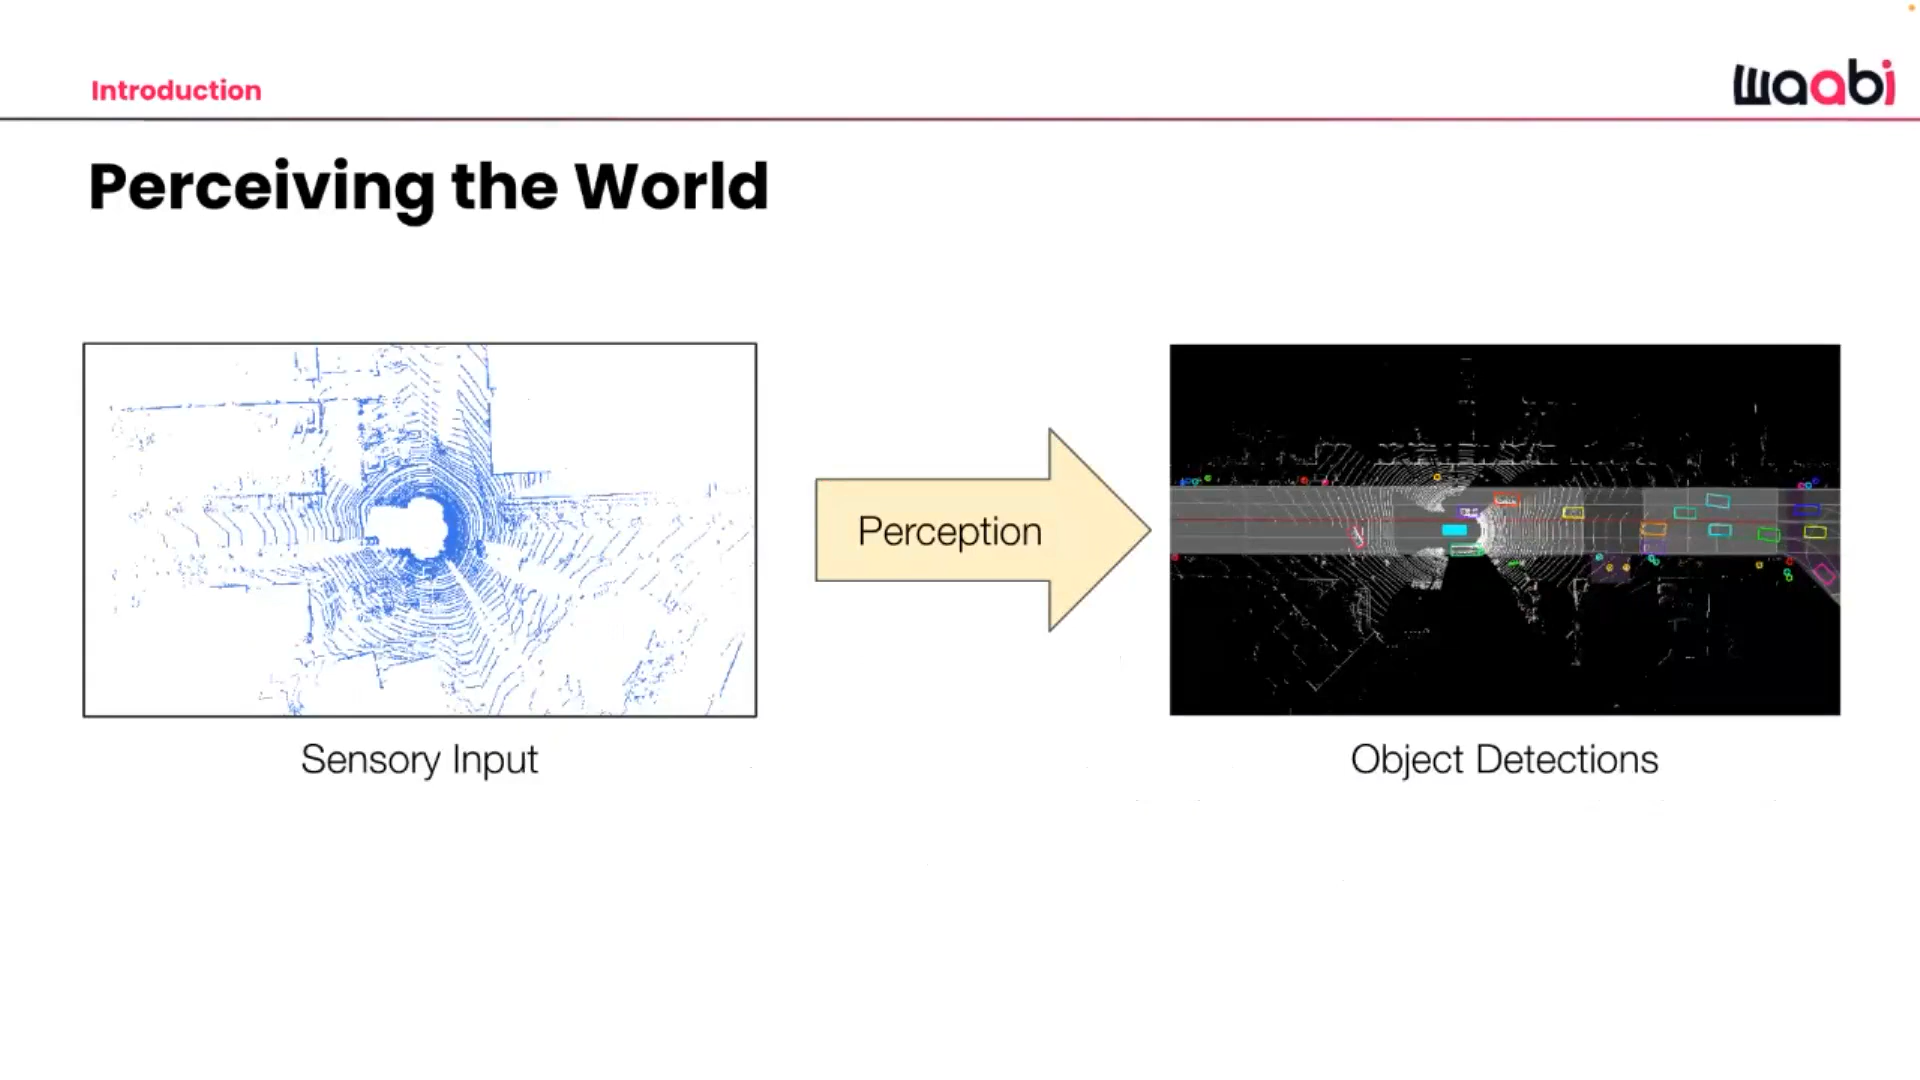 Introduction
waabi
Perceiving the World
Perception
Sensory Input
Object Detections